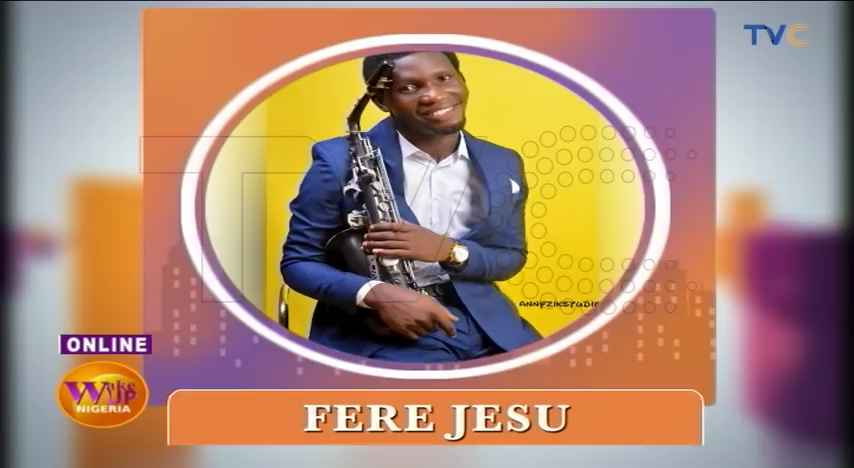 TVC
ANNYZIKSTUDIO
ONLINE
Wake
UP
NIGERIA
FERE JESU